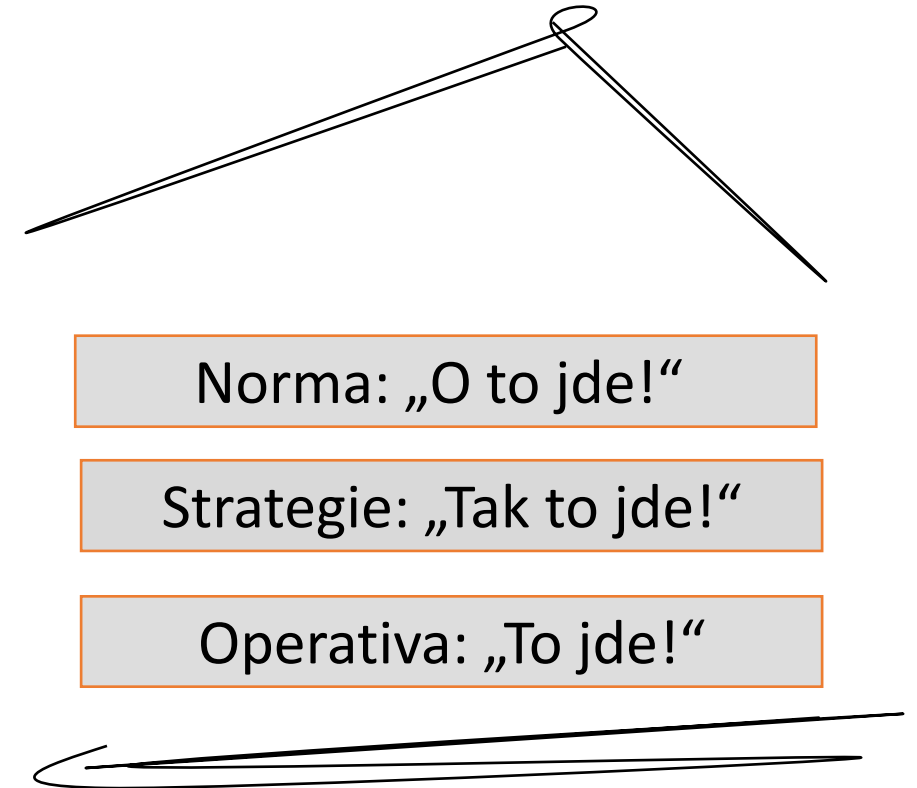 Norma: „O to jde!“
Strategie: „Tak to jde!“
Operativa: „To jde!“